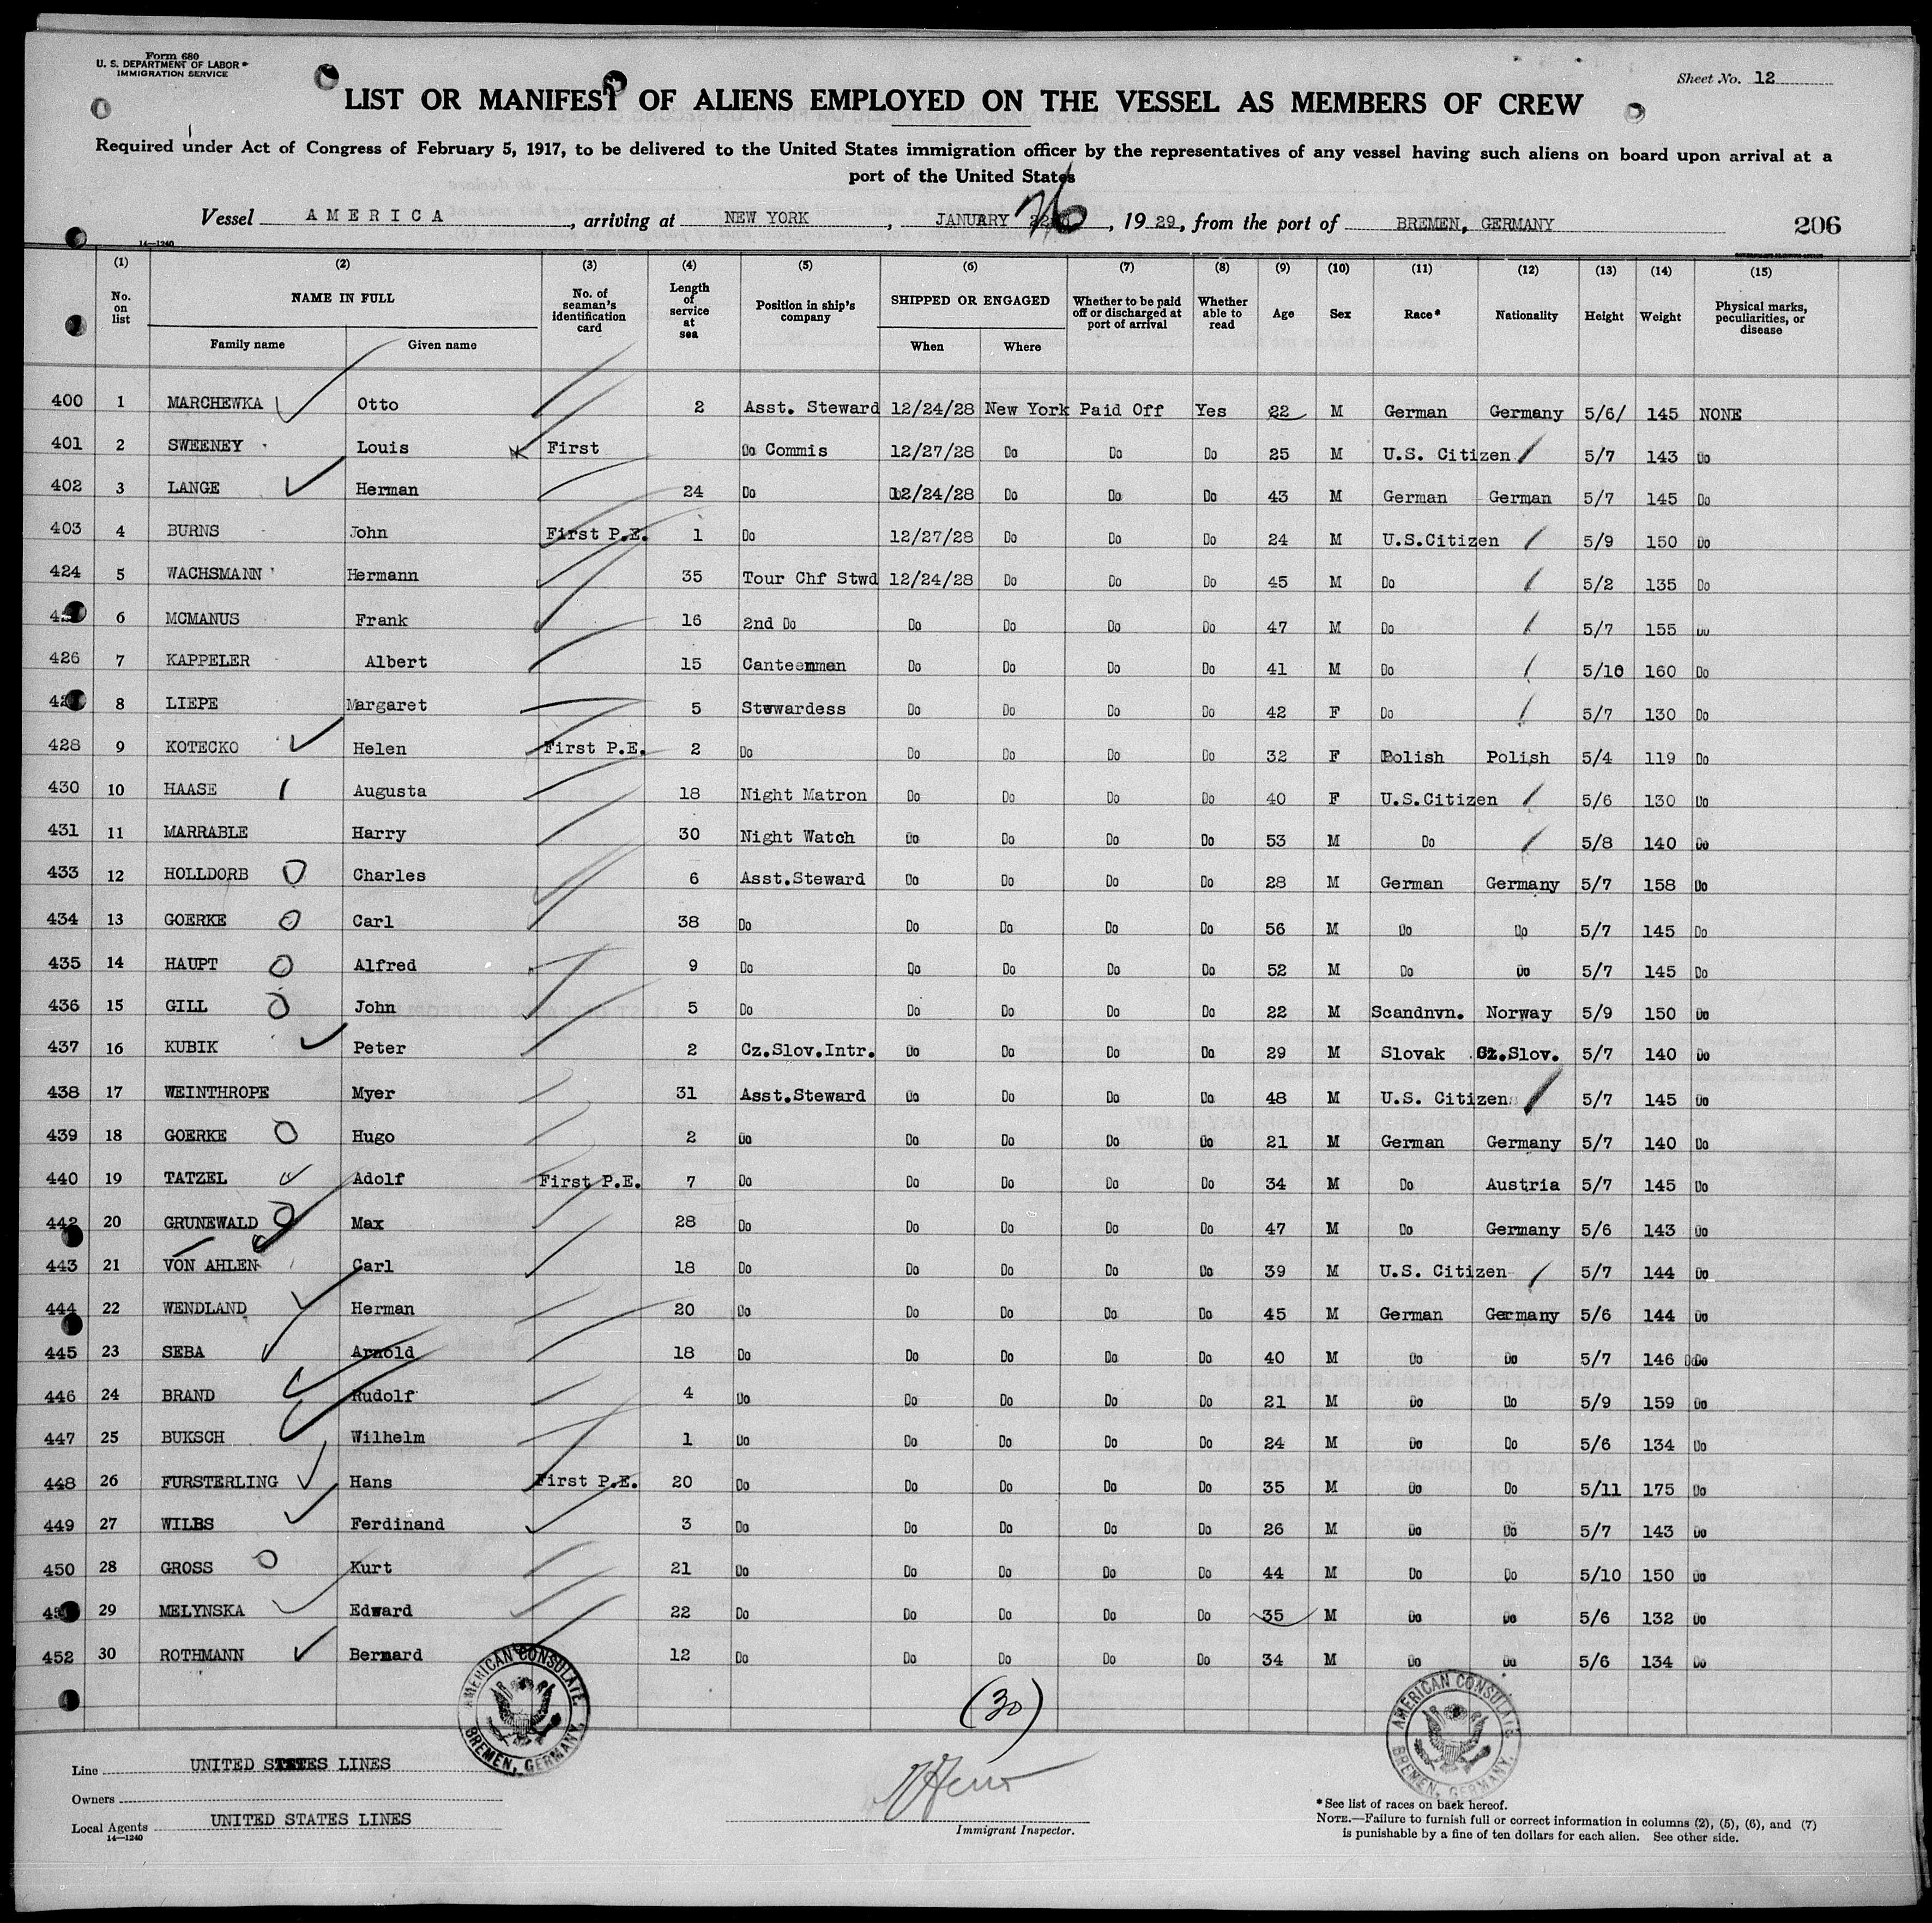 Form 680
U. S. DEPARTMENT OF LABOR
IMMIGRATION SERVICE
Sheet No. 12
LIST OR MANIFEST OF ALIENS EMPLOYED ON THE VESSEL AS MEMBERS OF CREW
Required under Act of Congress of February 5, 1917, to be delivered to the United States immigration officer by the representatives of any vessel having such aliens on board upon arrival at a
port of the United States
Vessel AMERICA, arriving at NEW YORK, JANUARY 26, 1929, from the port of BREMEN, GERMANY 206
14—1240
(1) (2) (3) (4) (5) (6) (7) (8) (9) (10) (11) (12) (13) (14) (15)
No. on list NAME IN FULL Family name Given name No. of seaman's identification card Length of service at sea Position in ship's company SHIPPED OR ENGAGED When Where Whether to be paid off or discharged at port of arrival Whether able to read Age Sex Race* Nationality Height Weight Physical marks, peculiarities, or disease
400 1 MARCHEWKA Otto 2 Asst. Steward 12/24/28 New York Paid Off Yes 22 M German Germany 5/6/ 145 NONE
401 2 SWEENEY Louis First Do Commis 12/27/28 Do Do Do 25 M U.S. Citizen 5/7 143 Do
402 3 LANGE Herman 24 Do 12/24/28 Do Do Do 43 M German German 5/7 145 Do
403 4 BURNS John First P.E. 1 Do 12/27/28 Do Do Do 24 M U.S.Citizen 5/9 150 Do
424 5 WACHSMANN Hermann 35 Tour Chf Stwd 12/24/28 Do Do Do 45 M Do 5/2 135 Do
6 MCMANUS Frank 16 2nd Do Do Do Do Do 47 M Do 5/7 155 Do
426 7 KAPPELER Albert 15 Canteenman Do Do Do Do 41 M Do 5/10 160 Do
8 LIEPE Margaret 5 Stewardess Do Do Do Do 42 F Do 5/7 130 Do
428 9 KOTECKO Helen First P.E. 2 Do Do Do Do Do 32 F Polish Polish 5/4 119 Do
430 10 HAASE Augusta 18 Night Matron Do Do Do Do 40 F U.S.Citizen 5/6 130 Do
431 11 MARRABLE Harry 30 Night Watch Do Do Do Do 53 M Do 5/8 140 Do
433 12 HOLLDORB Charles 6 Asst.Steward Do Do Do Do 28 M German Germany 5/7 158 Do
434 13 GOERKE Carl 38 Do Do Do Do Do 56 M Do Do 5/7 145 Do
435 14 HAUPT Alfred 9 Do Do Do Do Do 52 M Do Do 5/7 145 Do
436 15 GILL John 5 Do Do Do Do Do 22 M Scandnvn. Norway 5/9 150 Do
437 16 KUBIK Peter 2 Cz.Slov.Intr. Do Do Do Do 29 M Slovak Cz.Slov. 5/7 140 Do
438 17 WEINTHROPE Myer 31 Asst.Steward Do Do Do Do 48 M U.S. Citizen 5/7 145 Do
439 18 GOERKE Hugo 2 Do Do Do Do Do 21 M German Germany 5/7 140 Do
440 19 TATZEL Adolf First P.E. 7 Do Do Do Do Do 34 M Do Austria 5/7 145 Do
442 20 GRUNEWALD Max 28 Do Do Do Do Do 47 M Do Germany 5/6 143 Do
443 21 VON AHLEN Carl 18 Do Do Do Do Do 39 M U.S. Citizen 5/7 144 Do
444 22 WENDLAND Herman 20 Do Do Do Do Do 45 M German Germany 5/6 144 Do
445 23 SEBA Arnold 18 Do Do Do Do Do 40 M Do Do 5/7 146 Do
446 24 BRAND Rudolf 4 Do Do Do Do Do 21 M Do Do 5/9 159 Do
447 25 BUKSCH Wilhelm 1 Do Do Do Do Do 24 M Do Do 5/6 134 Do
448 26 FURSTERLING Hans First P.E. 20 Do Do Do Do Do 35 M Do Do 5/11 175 Do
449 27 WILBS Ferdinand 3 Do Do Do Do Do 26 M Do Do 5/7 143 Do
450 28 GROSS Kurt 21 Do Do Do Do Do 44 M Do Do 5/10 150 Do
29 MELYNSKA Edward 22 Do Do Do Do Do 35 M Do Do 5/6 132 Do
452 30 ROTHMANN Bernard 12 Do Do Do Do Do 34 M Do Do 5/6 134 Do
(30)
AMERICAN CONSULATE, BREMEN, GERMANY.
AMERICAN CONSULATE, BREMEN, GERMANY.
Line UNITED STATES LINES
Owners
Local Agents UNITED STATES LINES
14—1240
Immigrant Inspector.
*See list of races on back hereof.
NOTE.—Failure to furnish full or correct information in columns (2), (5), (6), and (7)
is punishable by a fine of ten dollars for each alien. See other side.